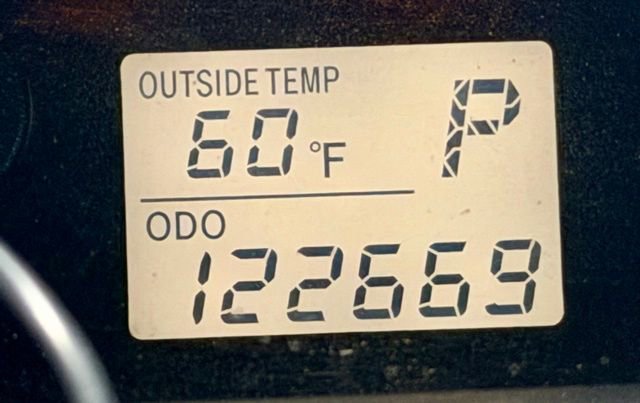 OUTSIDE TEMP P
60 °F
ODO
122669